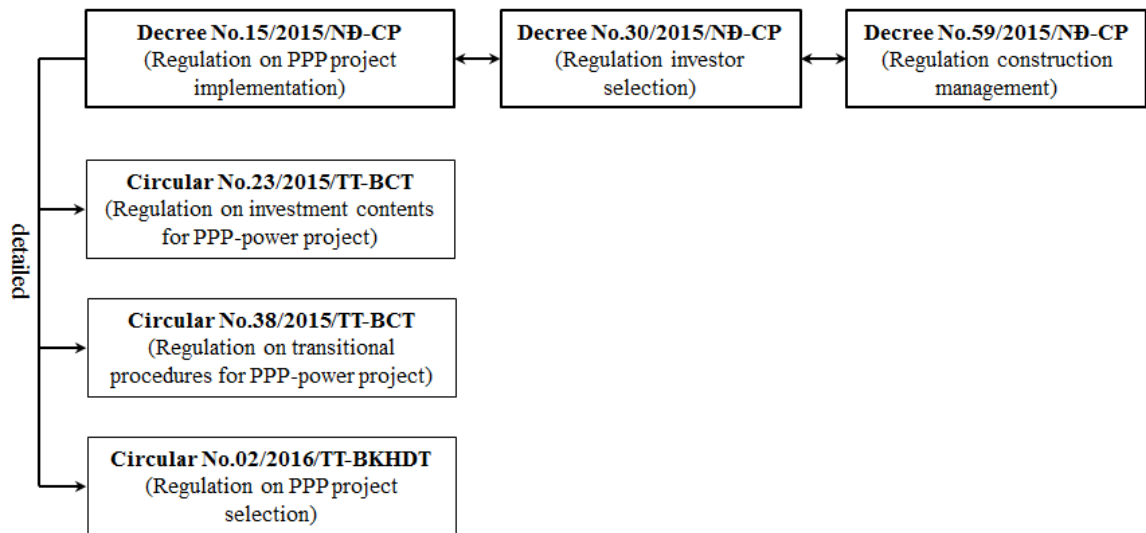 Decree No.15/2015/NĐ-CP
(Regulation on PPP project
implementation)
Decree No.30/2015/NĐ-CP
(Regulation investor
selection)
Decree No.59/2015/NĐ-CP
(Regulation construction
management)
detailed
Circular No.23/2015/TT-BCT
(Regulation on investment contents
for PPP-power project)
Circular No.38/2015/TT-BCT
(Regulation on transitional
procedures for PPP-power project)
Circular No.02/2016/TT-BKHDT
(Regulation on PPP project
selection)